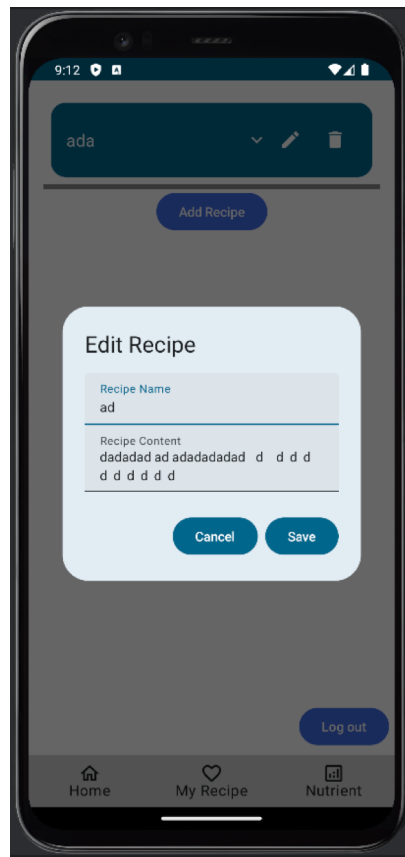 9:12
ada
Add Recipe
Edit Recipe
Recipe Name
ad
Recipe Content
dadadad ad adadadadad d d d d
d d d d d d
Cancel Save
Log out
Home My Recipe Nutrient